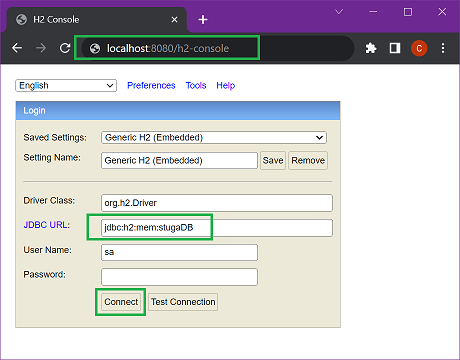 H2 Console
localhost:8080/h2-console
C
English Preferences Tools Help
Login
Saved Settings: Generic H2 (Embedded)
Setting Name: Generic H2 (Embedded) Save Remove
Driver Class: org.h2.Driver
JDBC URL: jdbc:h2:mem:stugaDB
User Name: sa
Password:
Connect Test Connection